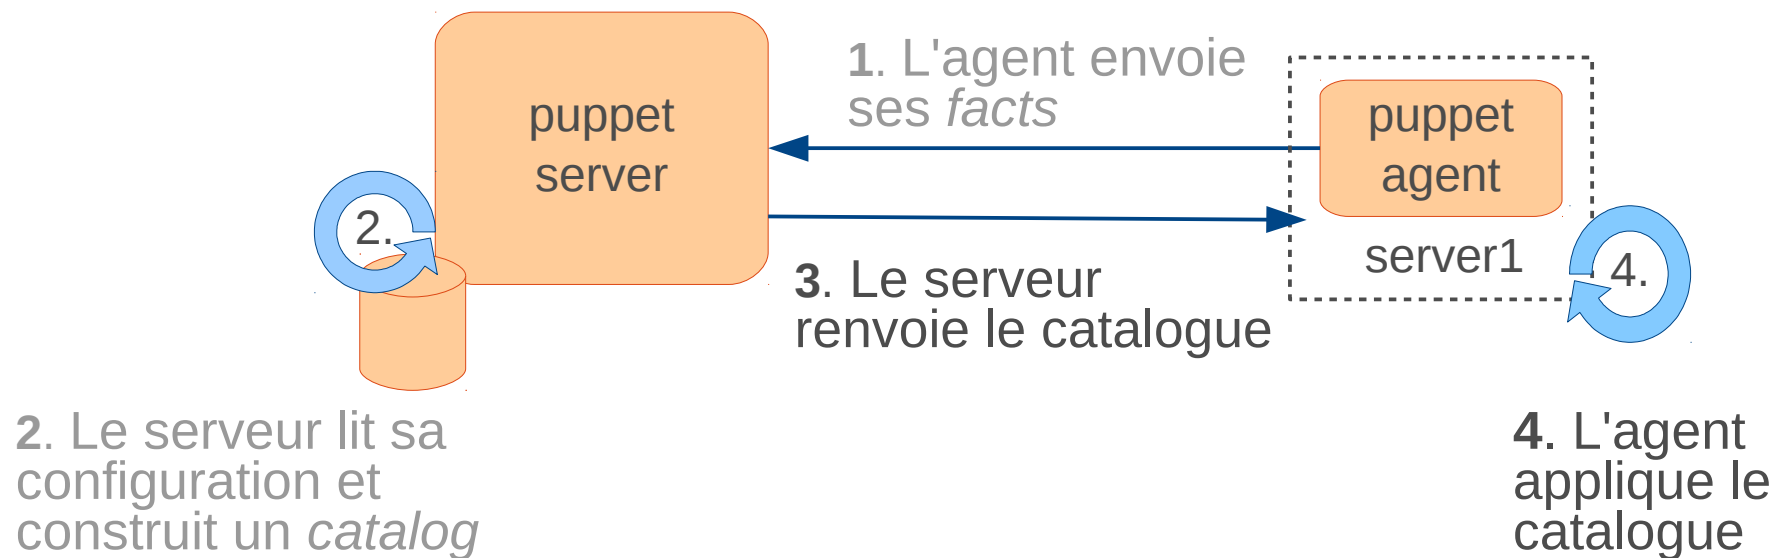 puppet
server
1. L'agent envoie
ses facts
puppet
agent
server1
2.
3. Le serveur
renvoie le catalogue
4.
2. Le serveur lit sa
configuration et
construit un catalog
4. L'agent
applique le
catalogue